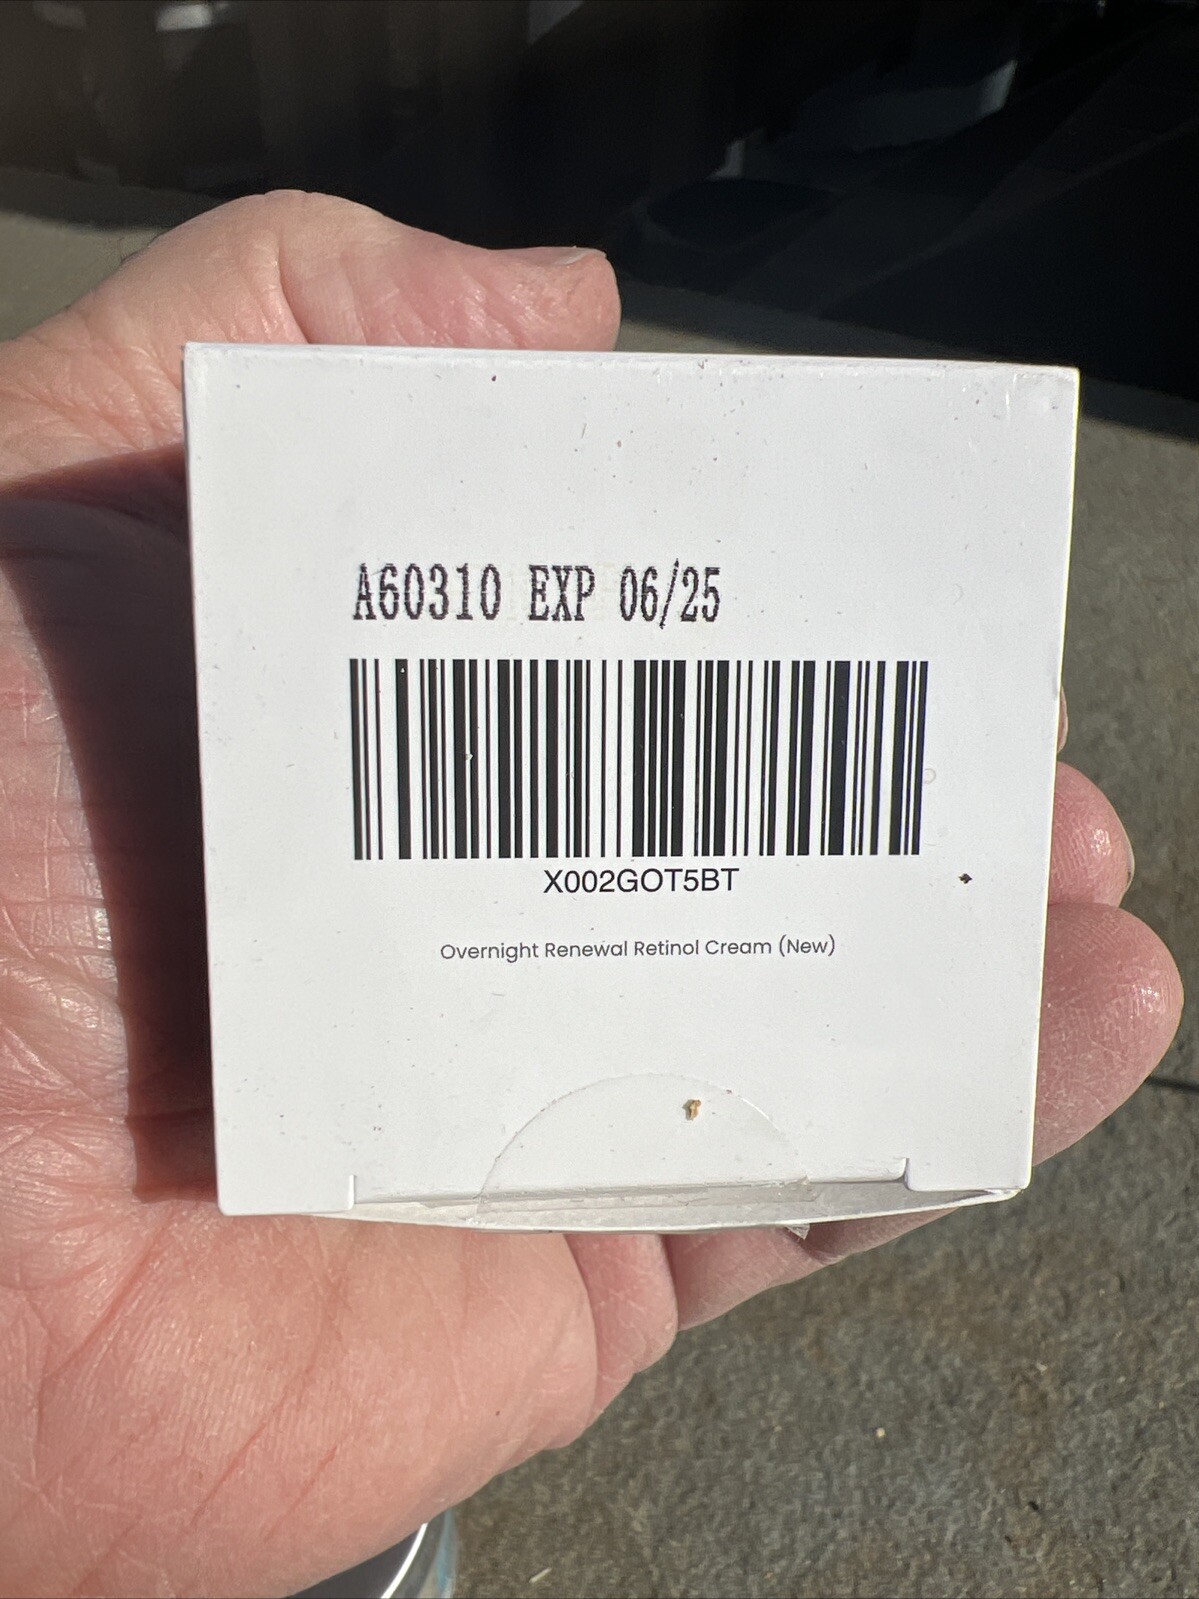 A60310 EXP 06/25
X002GOT5BT
Overnight Renewal Retinol Cream (New)